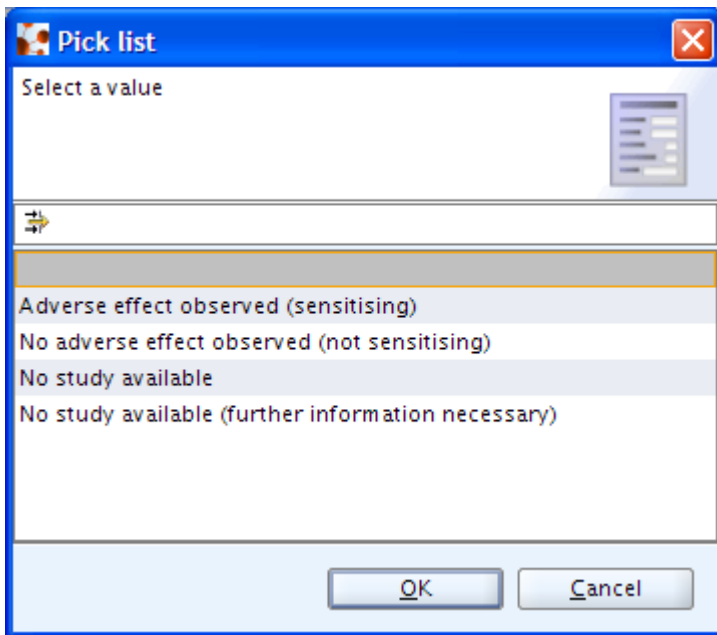 Pick list
Select a value
Adverse effect observed (sensitising)
No adverse effect observed (not sensitising)
No study available
No study available (further information necessary)
OK
Cancel